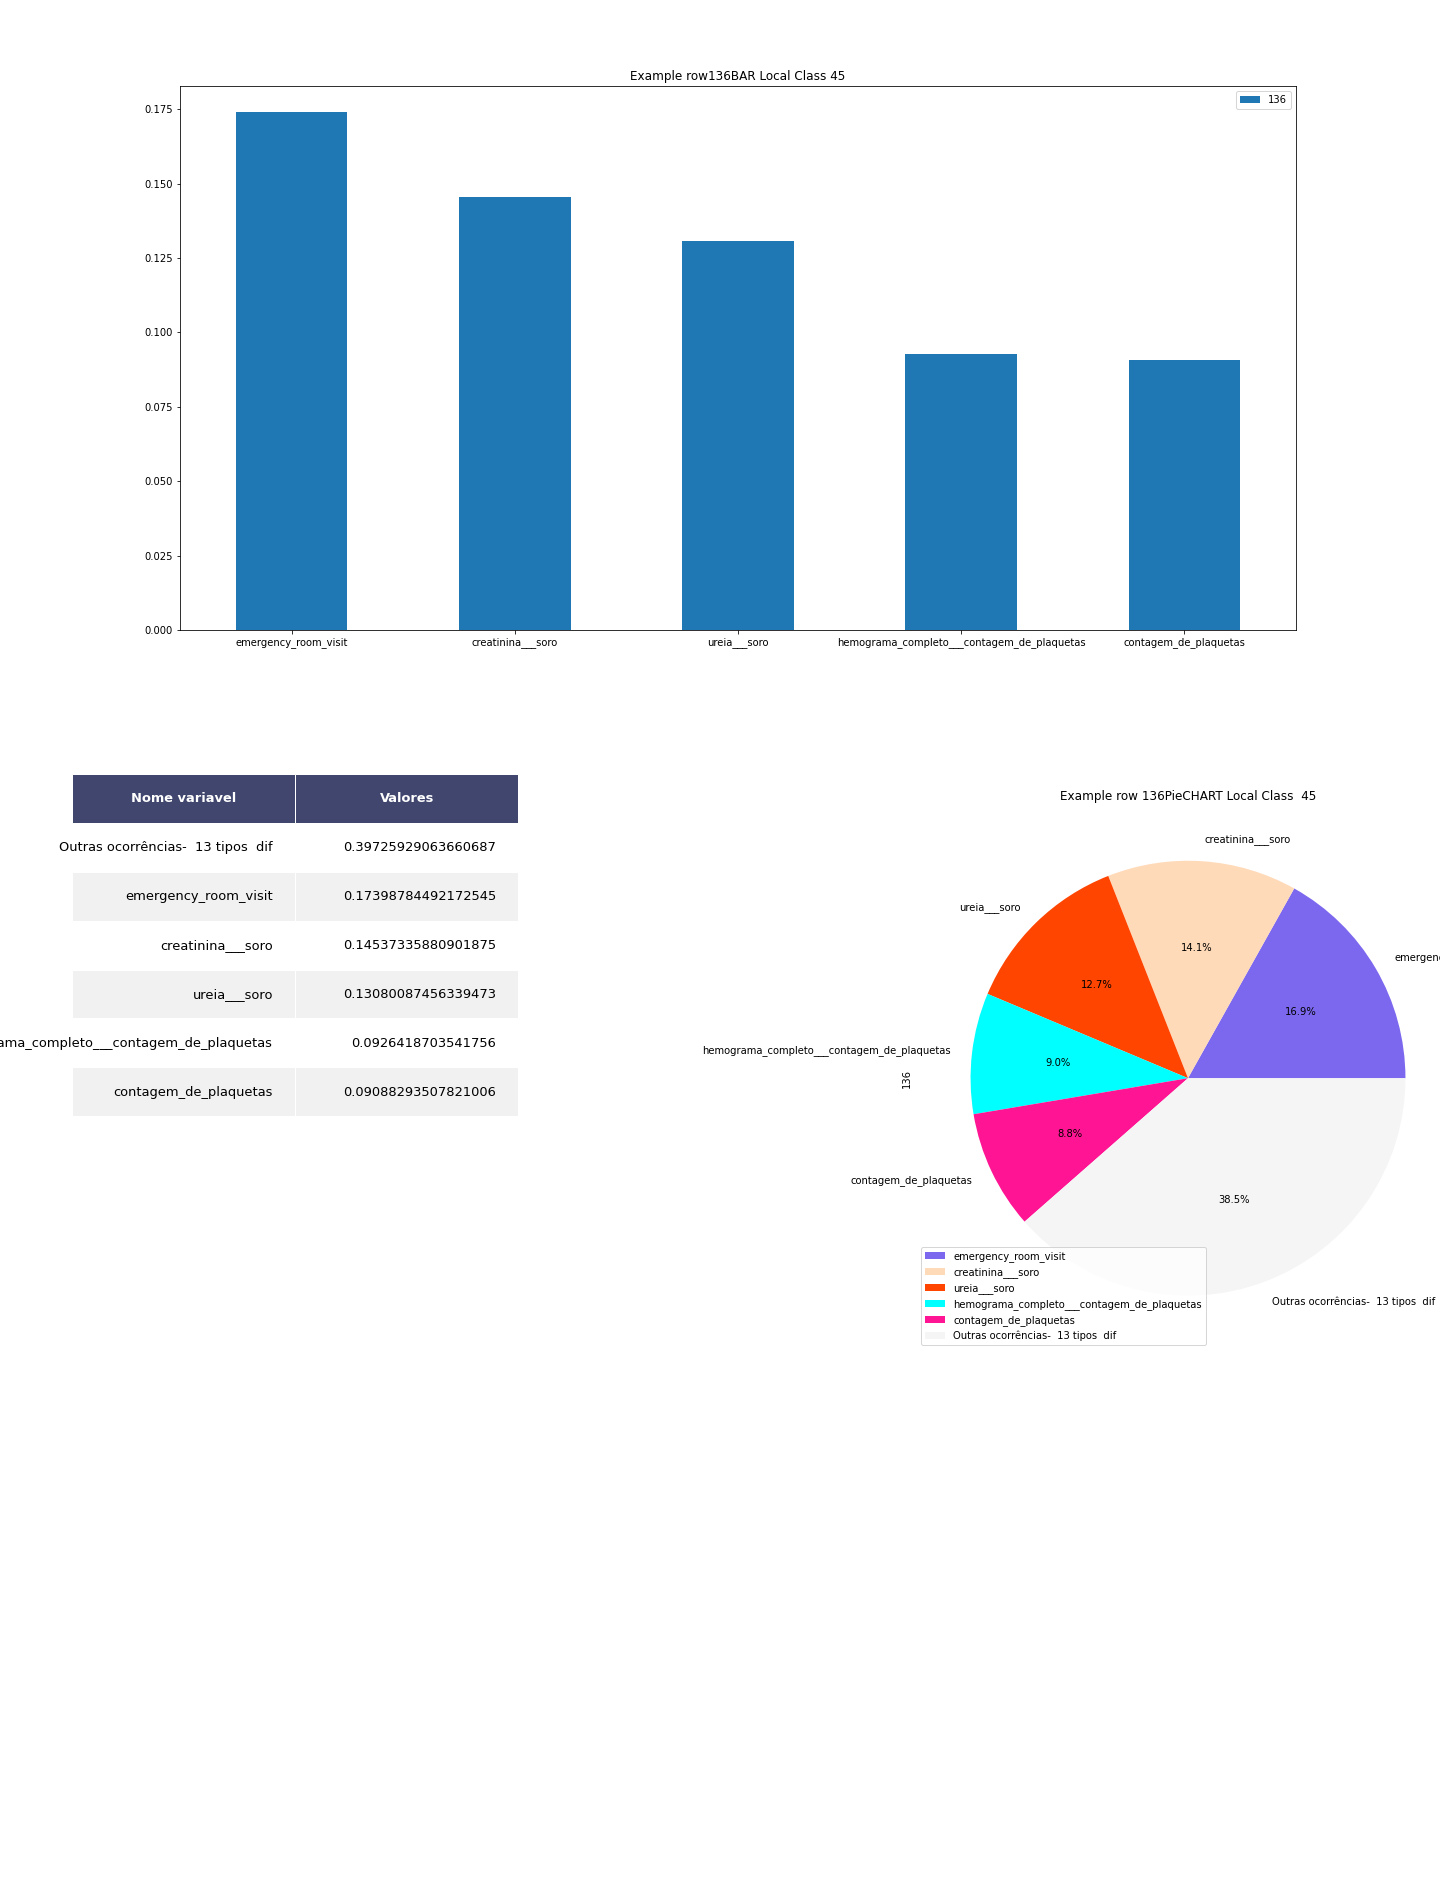 Example row136BAR Local Class 45
136
0.175
0.150
0.125
0.100
0.075
0.050
0.025
0.000
emergency_room_visit
creatinina___soro
ureia___soro
hemograma_completo___contagem_de_plaquetas
contagem_de_plaquetas
Nome variavel Valores
Outras ocorrências-  13 tipos  dif 0.39725929063660687
emergency_room_visit 0.17398784492172545
creatinina___soro 0.14537335880901875
ureia___soro 0.13080087456339473
ama_completo___contagem_de_plaquetas 0.0926418703541756
contagem_de_plaquetas 0.09088293507821006
Example row 136PieCHART Local Class  45
creatinina___soro
ureia___soro
14.1%
emergenc
12.7%
16.9%
hemograma_completo___contagem_de_plaquetas
9.0%
136
8.8%
contagem_de_plaquetas
38.5%
emergency_room_visit
creatinina___soro
ureia___soro
hemograma_completo___contagem_de_plaquetas
contagem_de_plaquetas
Outras ocorrências-  13 tipos  dif
Outras ocorrências-  13 tipos  dif